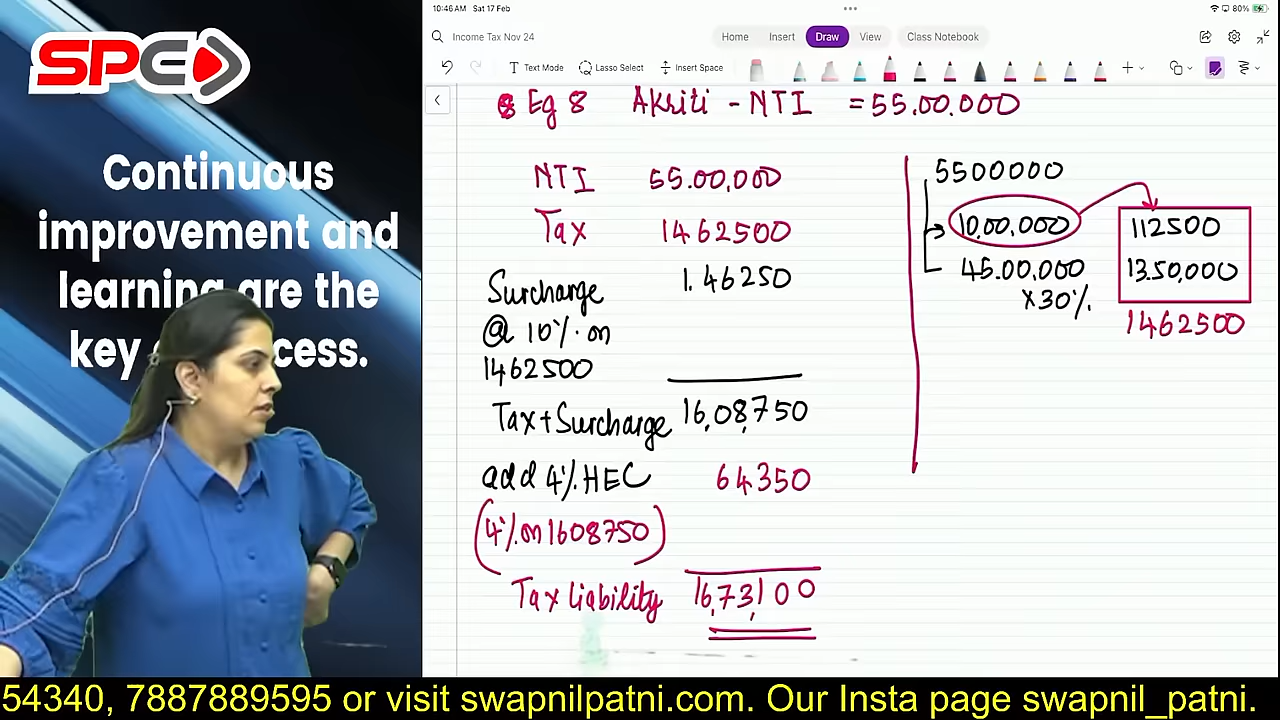 10:46 AM Sat 17 Feb
80%
SPE
Income Tax Nov 24
Home Insert Draw View Class Notebook
Text Mode Lasso Select Insert Space
Continuous
improvement and
learning are the
key
cess.
Eg 8 Akriti - NTI = 55.00.000
NTI 55.00,000
Tax 1462500
Surcharge 1.46250
@ 10% on
1462500
Tax+Surcharge 16,08,750
add 4% HEC 64350
(4% on 1608750)
Tax liability 16,73,100
5500000
10,00,000 112500
45.00,000 13.50,000
X 30%
1462500
54340, 7887889595 or visit swapnilpatni.com. Our Insta page swapnil_patni.